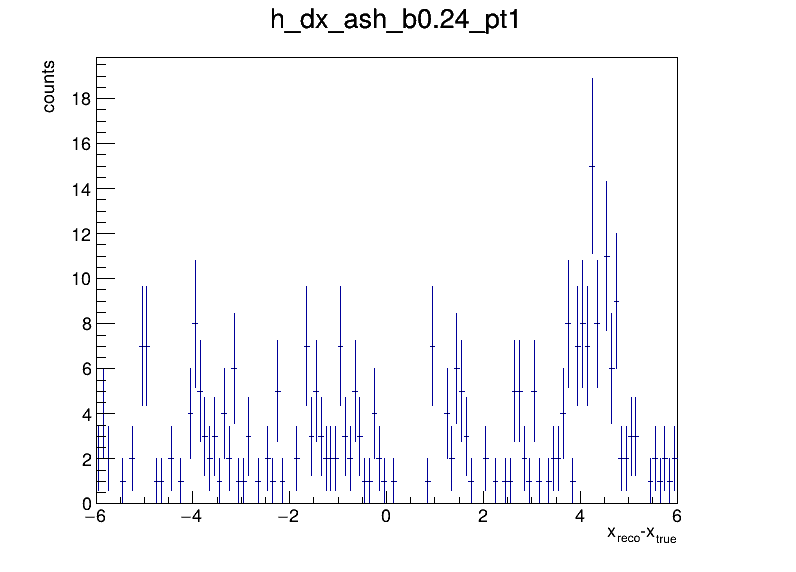 h_dx_ash_b0.24_pt1
counts
18
16
14
12
10
8
6
4
2
0
−6 −4 −2 0 2 4 6
x_reco-x_true